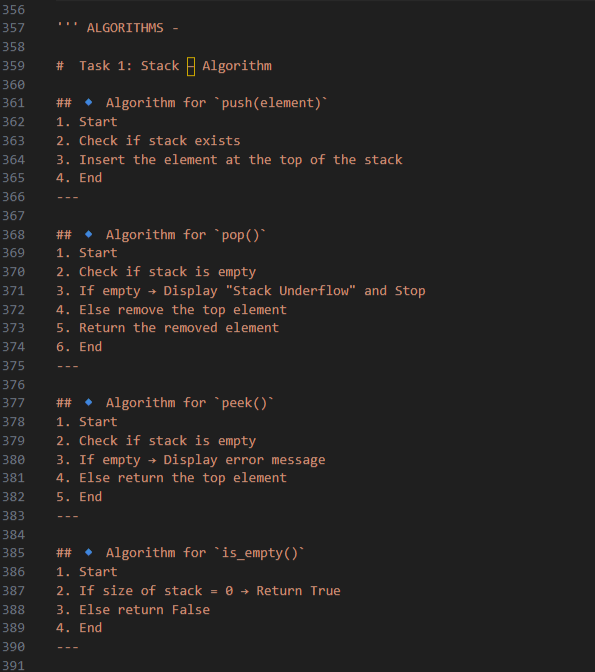 356
357 ''' ALGORITHMS -
358
359 #  Task 1: Stack – Algorithm
360
361 ## 🔹 Algorithm for `push(element)`
362 1. Start
363 2. Check if stack exists
364 3. Insert the element at the top of the stack
365 4. End
366 ---
367
368 ## 🔹 Algorithm for `pop()`
369 1. Start
370 2. Check if stack is empty
371 3. If empty → Display "Stack Underflow" and Stop
372 4. Else remove the top element
373 5. Return the removed element
374 6. End
375 ---
376
377 ## 🔹 Algorithm for `peek()`
378 1. Start
379 2. Check if stack is empty
380 3. If empty → Display error message
381 4. Else return the top element
382 5. End
383 ---
384
385 ## 🔹 Algorithm for `is_empty()`
386 1. Start
387 2. If size of stack = 0 → Return True
388 3. Else return False
389 4. End
390 ---
391